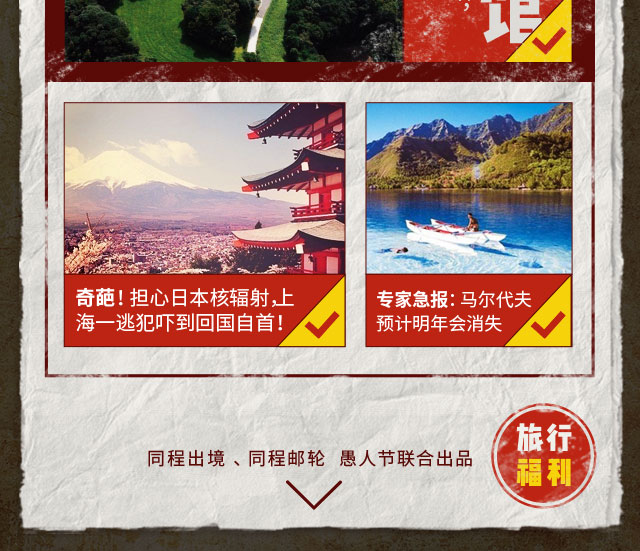 馆
奇葩！担心日本核辐射，上
海一逃犯吓到回国自首！
专家急报：马尔代夫
预计明年会消失
同程出境、同程邮轮 愚人节联合出品
旅行
福利